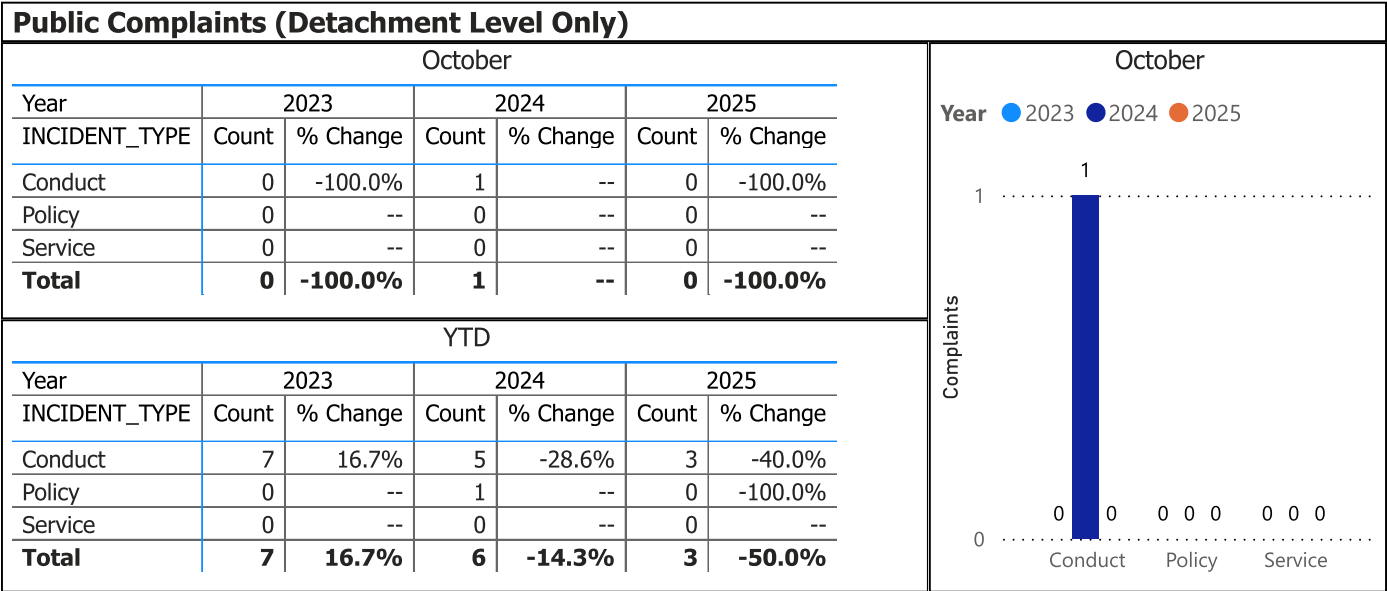 Public Complaints (Detachment Level Only)
October
Year 2023 2024 2025
INCIDENT_TYPE Count % Change Count % Change Count % Change
Conduct 0 -100.0% 1 -- 0 -100.0%
Policy 0 -- 0 -- 0 --
Service 0 -- 0 -- 0 --
Total 0 -100.0% 1 -- 0 -100.0%
YTD
Year 2023 2024 2025
INCIDENT_TYPE Count % Change Count % Change Count % Change
Conduct 7 16.7% 5 -28.6% 3 -40.0%
Policy 0 -- 1 -- 0 -100.0%
Service 0 -- 0 -- 0 --
Total 7 16.7% 6 -14.3% 3 -50.0%
October
Year 2023 2024 2025
1
1
Complaints
0 0 0 0 0 0 0 0
0
Conduct Policy Service